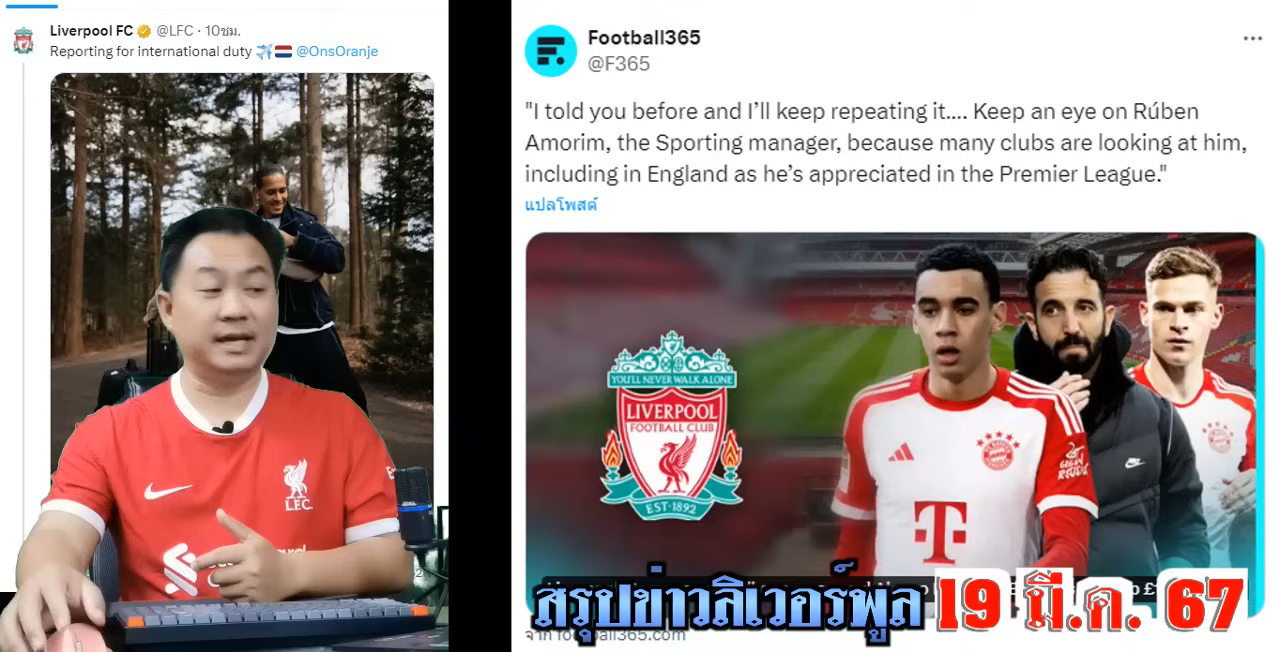 Liverpool FC @LFC · 10ชม.
Reporting for international duty @OnsOranje
L.F.C.
Football365
@F365
"I told you before and I’ll keep repeating it.... Keep an eye on Rúben
Amorim, the Sporting manager, because many clubs are looking at him,
including in England as he’s appreciated in the Premier League."
แปลโพสต์
YOU'LL NEVER WALK ALONE
LIVERPOOL
FOOTBALL CLUB
EST·1892
T
สรุปข่าวลิเวอร์พูล 19 มี.ค. 67
จาก football365.com